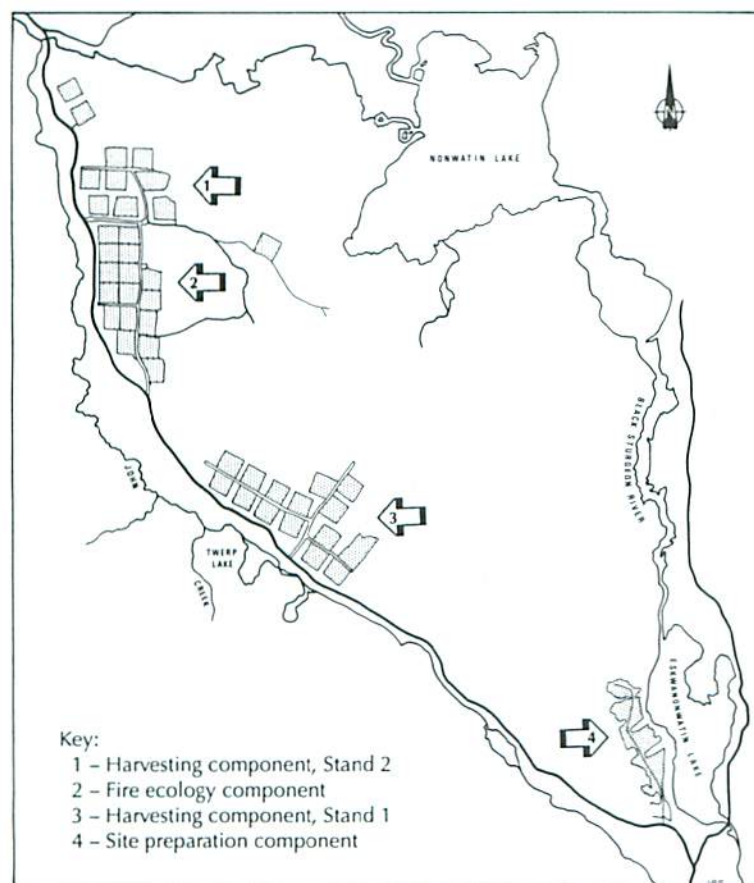 N
NONWATIN LAKE
1
2
BLACK STURGEON RIVER
JOHN
3
TWERP
LAKE
CREEK
ESKWANONWATIN LAKE
4
Key:
1 – Harvesting component, Stand 2
2 – Fire ecology component
3 – Harvesting component, Stand 1
4 – Site preparation component